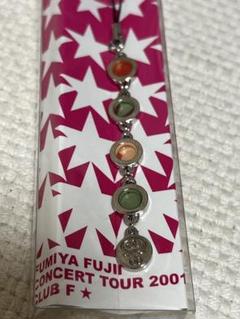 FUMIYA FUJII
CONCERT TOUR 2001
CLUB F ★